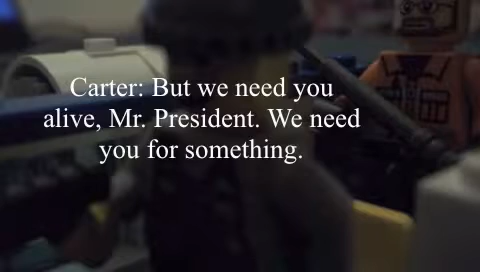 Carter: But we need you
alive, Mr. President. We need
you for something.